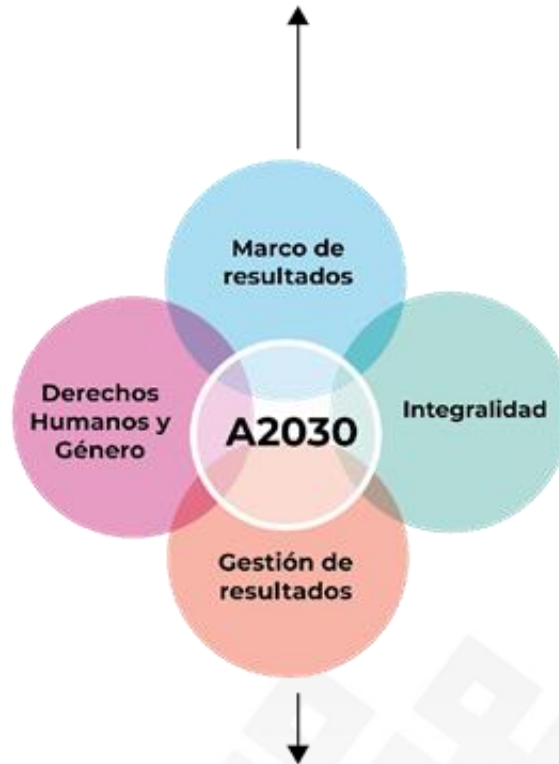 Marco de
resultados
Derechos
Humanos y
Género
A2030
Integralidad
Gestión de
resultados